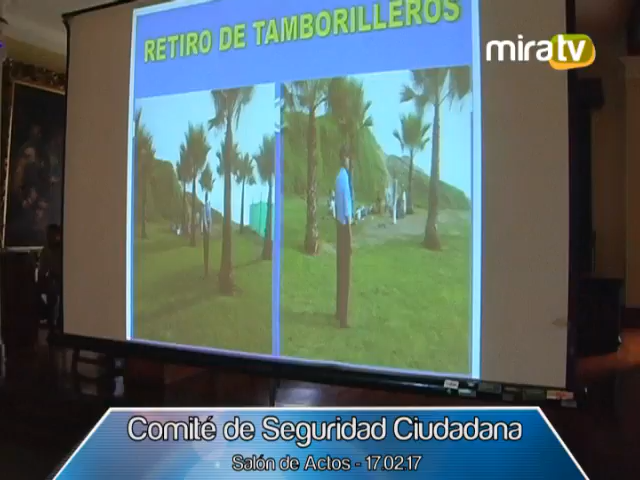 RETIRO DE TAMBORILLEROS
miratv
Comité de Seguridad Ciudadana
Salón de Actos - 17.02.17